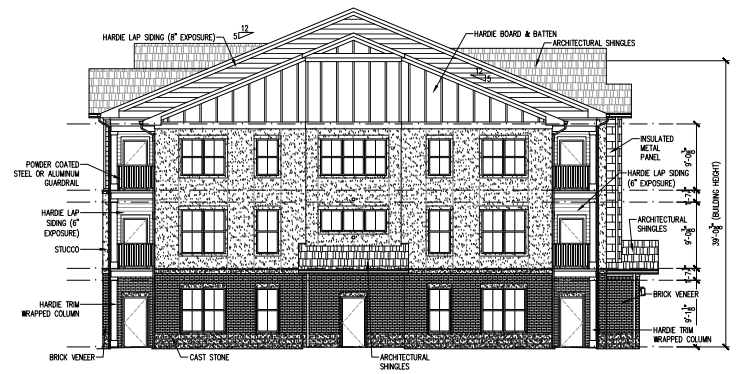 HARDIE LAP SIDING (8" EXPOSURE)
12
5
HARDIE BOARD & BATTEN
ARCHITECTURAL SHINGLES
12
5
POWDER COATED
STEEL OR ALUMINUM
GUARDRAIL
HARDIE LAP
SIDING (6"
EXPOSURE)
STUCCO
HARDIE TRIM
WRAPPED COLUMN
BRICK VENEER
CAST STONE
ARCHITECTURAL
SHINGLES
INSULATED
METAL
PANEL
HARDIE LAP SIDING
(6" EXPOSURE)
ARCHITECTURAL
SHINGLES
BRICK VENEER
HARDIE TRIM
WRAPPED COLUMN
(BUILDING HEIGHT)